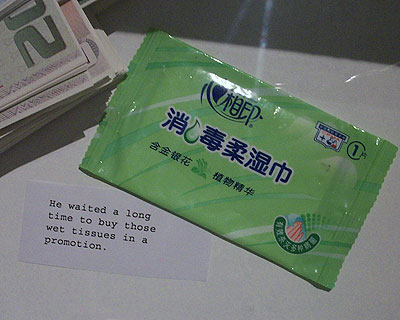 20
心相印®
消毒柔湿巾
1片
含金银花 植物精华
He waited a long
time to buy those
wet tissues in a
promotion.